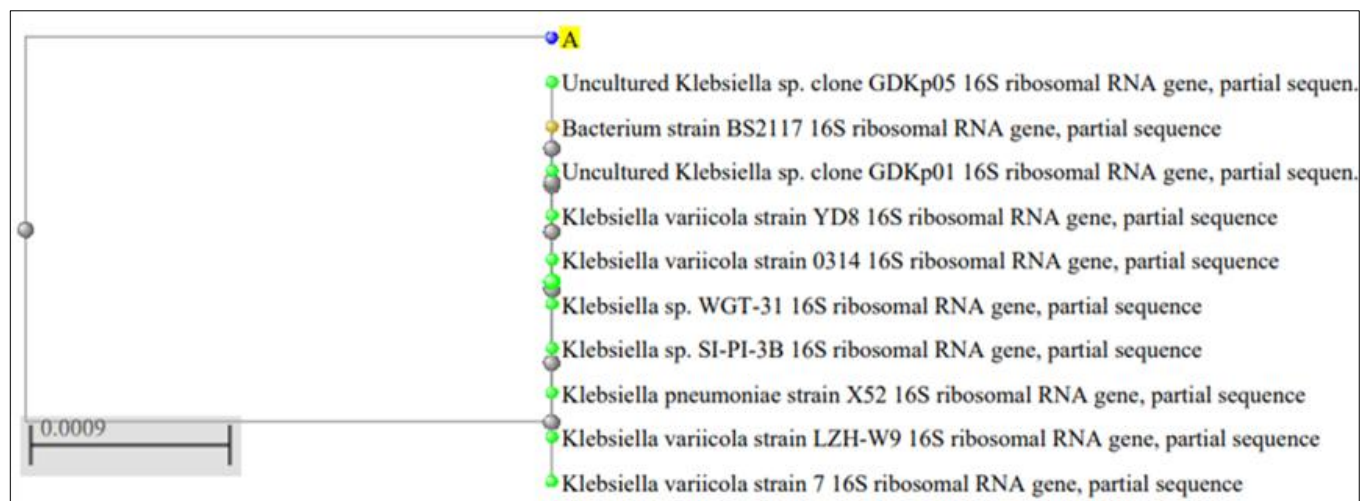 A
Uncultured Klebsiella sp. clone GDKp05 16S ribosomal RNA gene, partial sequen.
Bacterium strain BS2117 16S ribosomal RNA gene, partial sequence
Uncultured Klebsiella sp. clone GDKp01 16S ribosomal RNA gene, partial sequen.
Klebsiella variicola strain YD8 16S ribosomal RNA gene, partial sequence
Klebsiella variicola strain 0314 16S ribosomal RNA gene, partial sequence
Klebsiella sp. WGT-31 16S ribosomal RNA gene, partial sequence
Klebsiella sp. SI-PI-3B 16S ribosomal RNA gene, partial sequence
Klebsiella pneumoniae strain X52 16S ribosomal RNA gene, partial sequence
0.0009
Klebsiella variicola strain LZH-W9 16S ribosomal RNA gene, partial sequence
Klebsiella variicola strain 7 16S ribosomal RNA gene, partial sequence